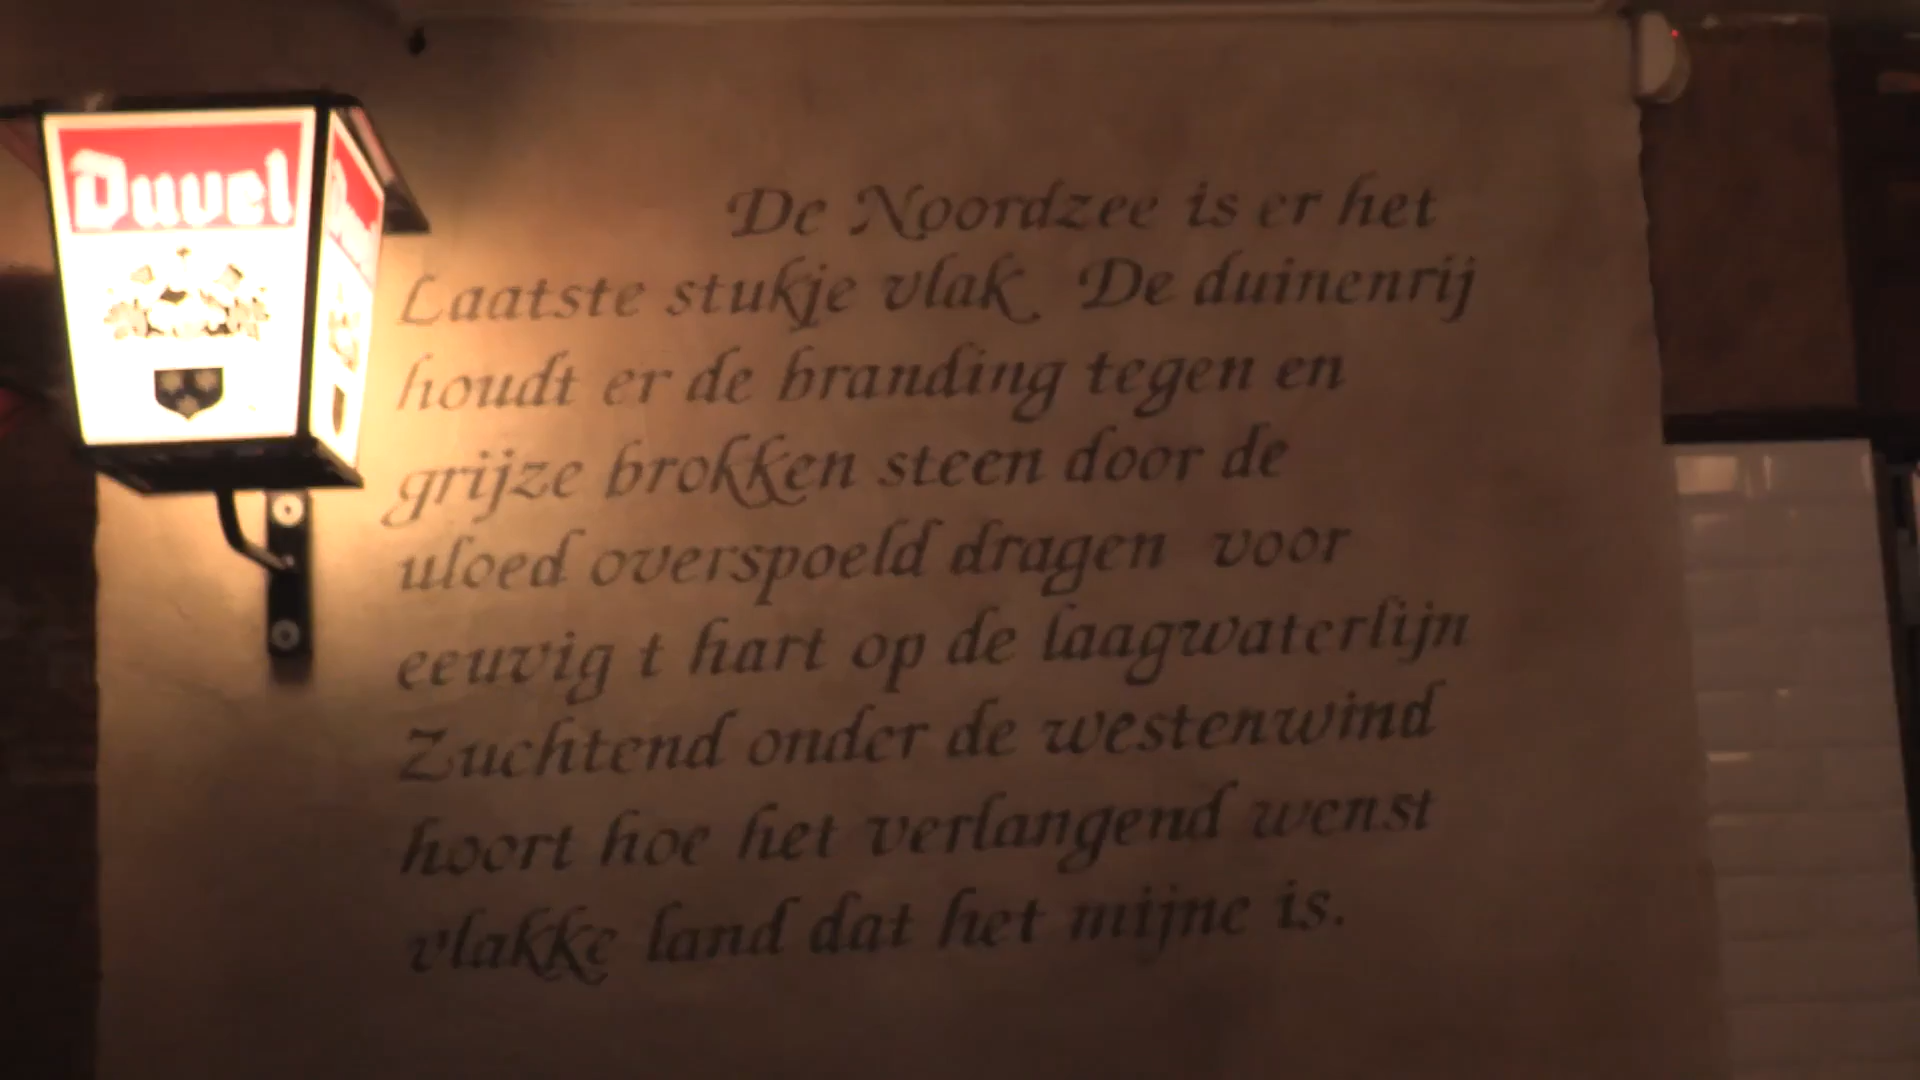 Duvel
De Noordzee is er het
Laatste stukje vlak. De duinenrij
houdt er de branding tegen en
grijze brokken steen door de
uloed overspoeld dragen voor
eeuvig t hart op de laagwaterlijn
Zuchtend onder de westenwind
hoort hoe het verlangend wenst
vlakke land dat het mijne is.